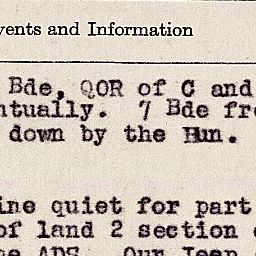 vents and Information
Bde, QOR of C and
ntually. 7 Bde fr
down by the Hun.
ine quiet for part
of land 2 section
ADS. Our Jeep